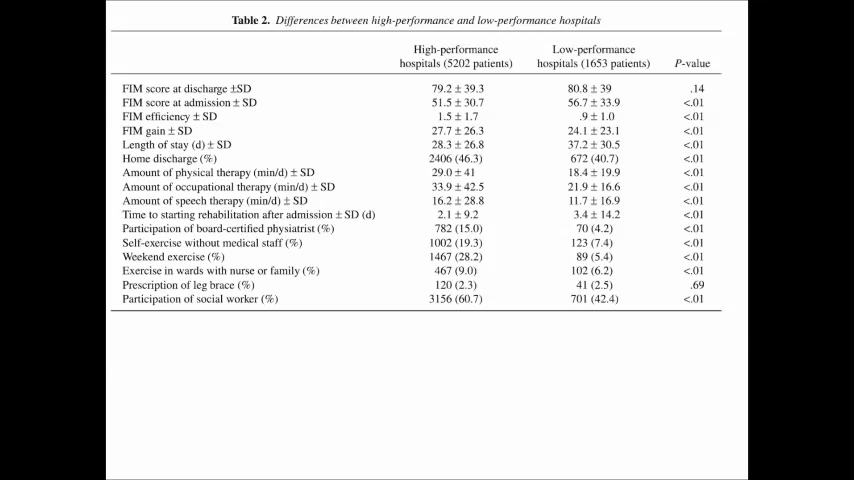 Table 2. Differences between high-performance and low-performance hospitals
High-performance hospitals (5202 patients) Low-performance hospitals (1653 patients) P-value
FIM score at discharge ±SD 79.2 ± 39.3 80.8 ± 39 .14
FIM score at admission ± SD 51.5 ± 30.7 56.7 ± 33.9 <.01
FIM efficiency ± SD 1.5 ± 1.7 .9 ± 1.0 <.01
FIM gain ± SD 27.7 ± 26.3 24.1 ± 23.1 <.01
Length of stay (d) ± SD 28.3 ± 26.8 37.2 ± 30.5 <.01
Home discharge (%) 2406 (46.3) 672 (40.7) <.01
Amount of physical therapy (min/d) ± SD 29.0 ± 41 18.4 ± 19.9 <.01
Amount of occupational therapy (min/d) ± SD 33.9 ± 42.5 21.9 ± 16.6 <.01
Amount of speech therapy (min/d) ± SD 16.2 ± 28.8 11.7 ± 16.9 <.01
Time to starting rehabilitation after admission ± SD (d) 2.1 ± 9.2 3.4 ± 14.2 <.01
Participation of board-certified physiatrist (%) 782 (15.0) 70 (4.2) <.01
Self-exercise without medical staff (%) 1002 (19.3) 123 (7.4) <.01
Weekend exercise (%) 1467 (28.2) 89 (5.4) <.01
Exercise in wards with nurse or family (%) 467 (9.0) 102 (6.2) <.01
Prescription of leg brace (%) 120 (2.3) 41 (2.5) .69
Participation of social worker (%) 3156 (60.7) 701 (42.4) <.01